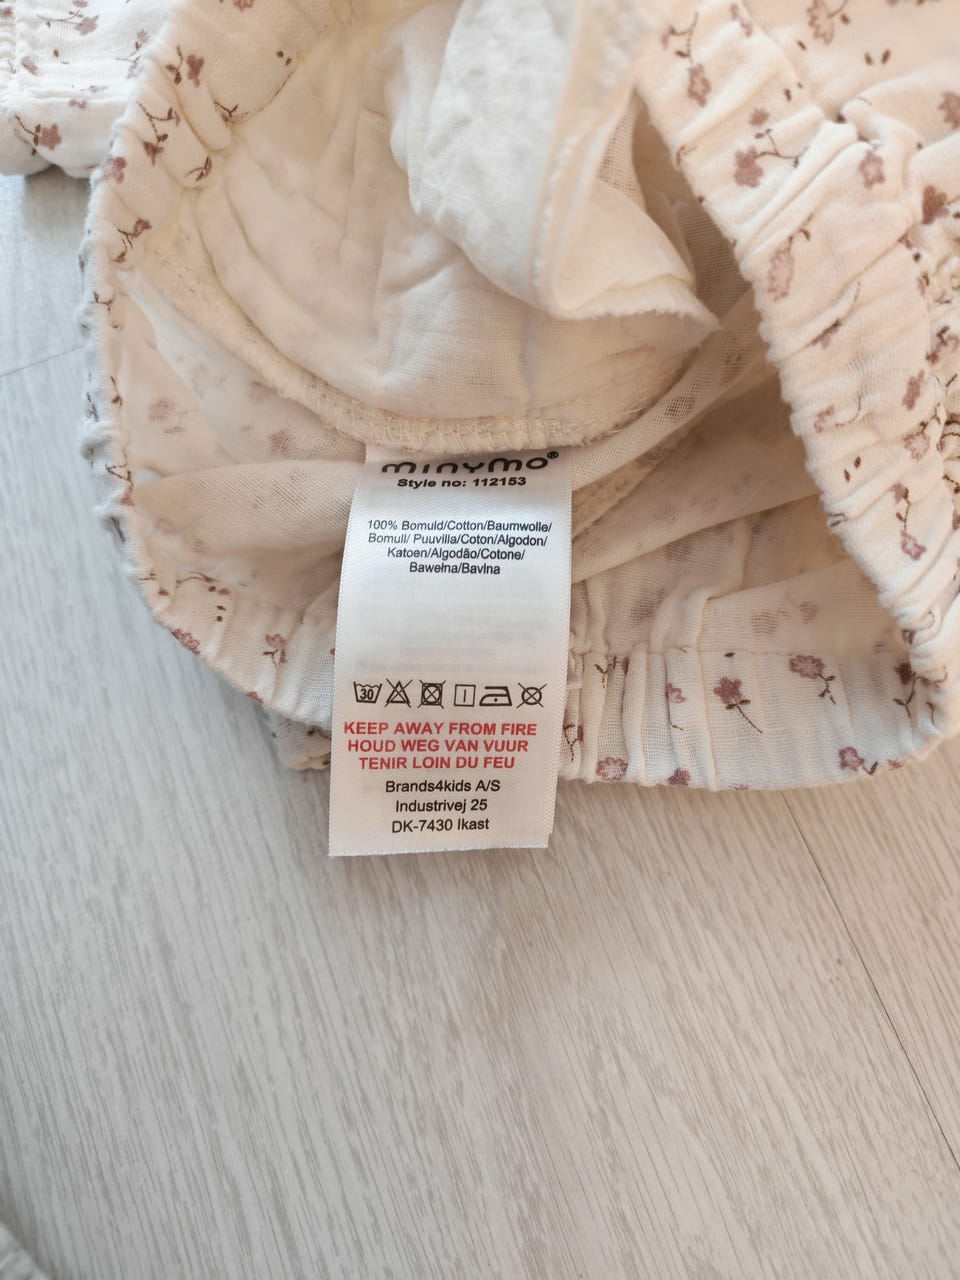 minymo®
Style no: 112153
100% Bomuld/Cotton/Baumwolle/
Bomull/ Puuvilla/Coton/Algodon/
Katoen/Algodão/Cotone/
Bawełna/Bavlna
30
KEEP AWAY FROM FIRE
HOUD WEG VAN VUUR
TENIR LOIN DU FEU
Brands4kids A/S
Industrivej 25
DK-7430 Ikast